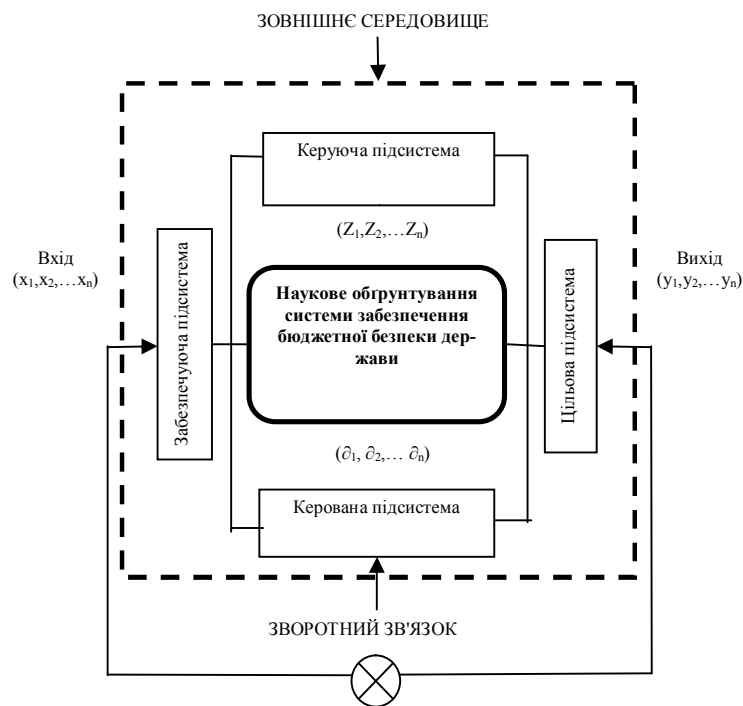 ЗОВНІШНЄ СЕРЕДОВИЩЕ
Керуюча підсистема
(Z₁,Z₂,…Zₙ)
Вхід
(x₁,x₂,…xₙ)
Забезпечуюча підсистема
Наукове обґрунтування
системи забезпечення
бюджетної безпеки дер-
жави
Цільова підсистема
Вихід
(y₁,y₂,…yₙ)
(∂₁, ∂₂,… ∂ₙ)
Керована підсистема
ЗВОРОТНИЙ ЗВ'ЯЗОК